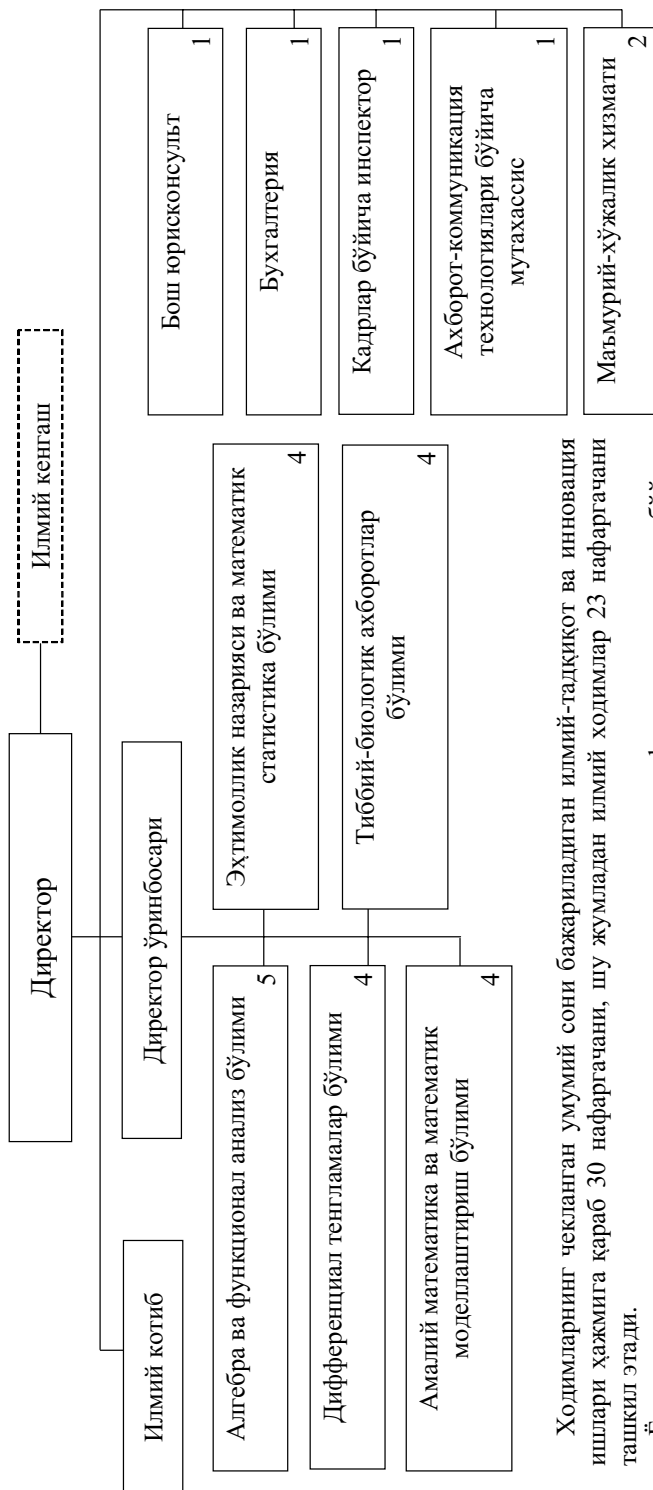 Директор
Илмий кенгаш
Илмий котиб
Директор ўринбосари
Алгебра ва функционал анализ бўлими
5
Эҳтимоллик назарияси ва математик
статистика бўлими
4
Дифференциал тенгламалар бўлими
4
Тиббий-биологик ахборотлар
бўлими
4
Амалий математика ва математик
моделлаштириш бўлими
4
Бош юрисконсульт
1
Бухгалтерия
1
Кадрлар бўйича инспектор
1
Ахборот-коммуникация
технологиялари бўйича
мутахассис
1
Маъмурий-хўжалик хизмати
2
Ходимларнинг чекланган умумий сони бажариладиган илмий-тадқиқот ва инновация
ишлари ҳажмига қараб 30 нафаргачани, шу жумладан илмий ходимлар 23 нафаргачани
ташкил этади.